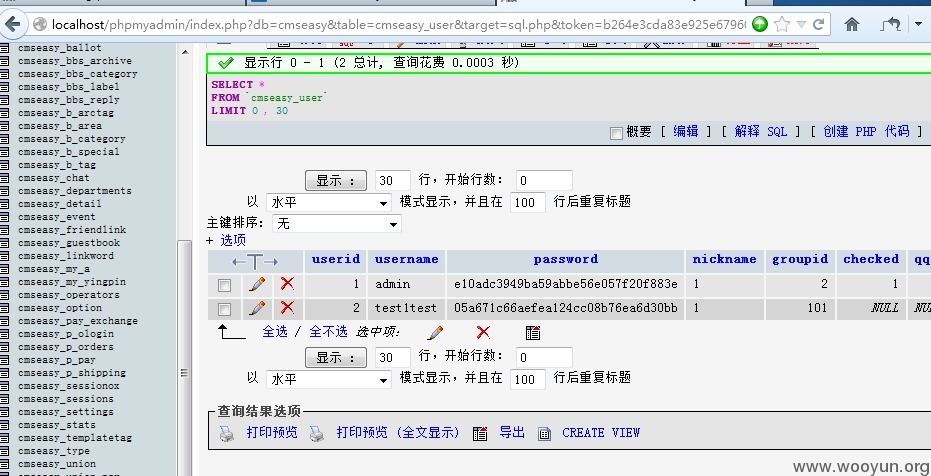 localhost/phpmyadmin/index.php?db=cmseasy&table=cmseasy_user&target=sql.php&token=b264e3cda83e925e6796
cmseasy_ballot
cmseasy_bbs_archive
cmseasy_bbs_category
cmseasy_bbs_label
cmseasy_bbs_reply
cmseasy_b_arctag
cmseasy_b_area
cmseasy_b_category
cmseasy_b_special
cmseasy_b_tag
cmseasy_chat
cmseasy_departments
cmseasy_detail
cmseasy_event
cmseasy_friendlink
cmseasy_guestbook
cmseasy_linkword
cmseasy_my_a
cmseasy_my_yingpin
cmseasy_operators
cmseasy_option
cmseasy_pay_exchange
cmseasy_p_ologin
cmseasy_p_orders
cmseasy_p_pay
cmseasy_p_shipping
cmseasy_sessionox
cmseasy_sessions
cmseasy_settings
cmseasy_stats
cmseasy_templatetag
cmseasy_type
cmseasy_union
显示行 0 - 1 (2 总计, 查询花费 0.0003 秒)
SELECT *
FROM `cmseasy_user`
LIMIT 0 , 30
概要 [ 编辑 ] [ 解释 SQL ] [ 创建 PHP 代码 ]
显示 : 30 行, 开始行数: 0
以 水平 模式显示, 并且在 100 行后重复标题
主键排序: 无
+ 选项
←T→ userid username password nickname groupid checked qq
1 admin e10adc3949ba59abbe56e057f20f883e 1 2 1
2 test1test 05a671c66aefea124cc08b76ea6d30bb 1 101 NULL
全选 / 全不选 选中项:
显示 : 30 行, 开始行数: 0
以 水平 模式显示, 并且在 100 行后重复标题
查询结果选项
打印预览 打印预览 (全文显示) 导出 CREATE VIEW
www.wooyun.org